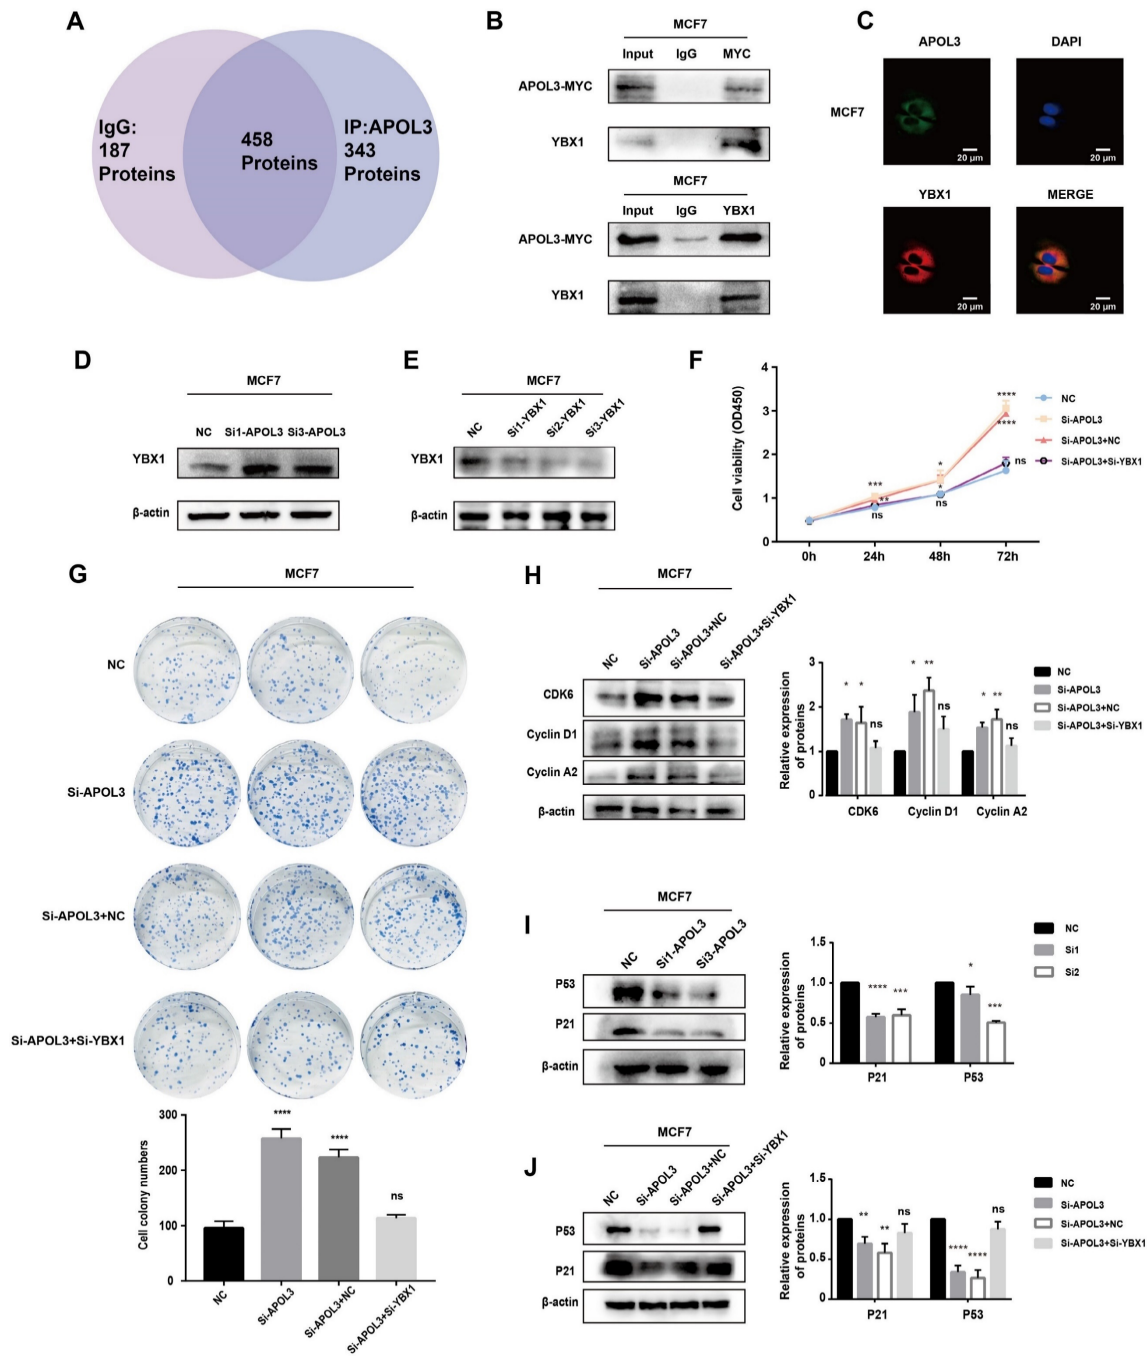 A
IgG:
187
Proteins
458
Proteins
IP:APOL3
343
Proteins
B
MCF7
Input IgG MYC
APOL3-MYC
YBX1
MCF7
Input IgG YBX1
APOL3-MYC
YBX1
C
APOL3 DAPI
MCF7
20 μm 20 μm
YBX1 MERGE
20 μm 20 μm
D
MCF7
NC Si1-APOL3 Si3-APOL3
YBX1
β-actin
E
MCF7
NC Si1-YBX1 Si2-YBX1 Si3-YBX1
YBX1
β-actin
F
Cell viability (OD450)
4
3
2
1
0
0h 24h 48h 72h
*** ** ns
* * ns
**** **** ns
NC
Si-APOL3
Si-APOL3+NC
Si-APOL3+Si-YBX1
G
MCF7
NC
Si-APOL3
Si-APOL3+NC
Si-APOL3+Si-YBX1
Cell colony numbers
300
200
100
0
**** **** ns
NC Si-APOL3 Si-APOL3+NC Si-APOL3+Si-YBX1
H
MCF7
NC Si-APOL3 Si-APOL3+NC Si-APOL3+Si-YBX1
CDK6
Cyclin D1
Cyclin A2
β-actin
Relative expression
of proteins
3
2
1
0
* * ns * ** ns * ** ns
CDK6 Cyclin D1 Cyclin A2
NC
Si-APOL3
Si-APOL3+NC
Si-APOL3+Si-YBX1
I
MCF7
NC Si1-APOL3 Si3-APOL3
P53
P21
β-actin
Relative expression
of proteins
1.5
1.0
0.5
0
**** *** * ***
P21 P53
NC
Si1
Si2
J
MCF7
NC Si-APOL3 Si-APOL3+NC Si-APOL3+Si-YBX1
P53
P21
β-actin
Relative expression
of proteins
1.5
1.0
0.5
0
** ** ns **** **** ns
P21 P53
NC
Si-APOL3
Si-APOL3+NC
Si-APOL3+Si-YBX1